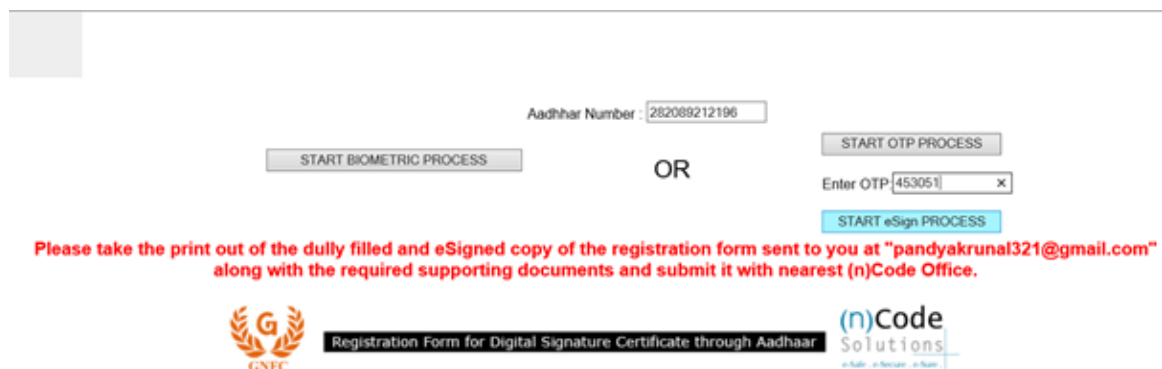 Aadhhar Number : 282089212196
START BIOMETRIC PROCESS
OR
START OTP PROCESS
Enter OTP: 453051 ×
START eSign PROCESS
Please take the print out of the dully filled and eSigned copy of the registration form sent to you at "pandyakrunal321@gmail.com"
along with the required supporting documents and submit it with nearest (n)Code Office.
G
GNFC
Registration Form for Digital Signature Certificate through Aadhaar
(n)Code
Solutions
e-Safe . e-Secure . e-Sure .